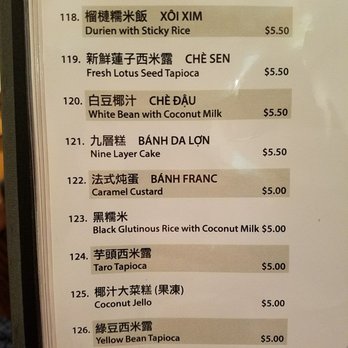 118. 榴槤糯米飯 XÔI XIM
Durien with Sticky Rice $5.50
119. 新鮮蓮子西米露 CHÈ SEN
Fresh Lotus Seed Tapioca $5.50
120. 白豆椰汁 CHÈ ĐẬU
White Bean with Coconut Milk $5.50
121. 九層糕 BÁNH DA LỢN
Nine Layer Cake $5.50
122. 法式炖蛋 BÁNH FRANC
Caramel Custard $5.00
123. 黑糯米
Black Glutinous Rice with Coconut Milk $5.00
124. 芋頭西米露
Taro Tapioca $5.00
125. 椰汁大菜糕 (果凍)
Coconut Jello $5.00
126. 綠豆西米露
Yellow Bean Tapioca $5.00